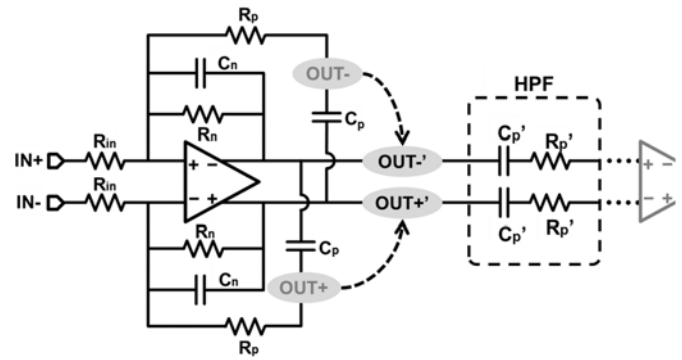 Rp
Cn
OUT-
HPF
Rn
Cp
Cp’
Rp’
IN+
Rin
+ −
OUT-’
+
IN-
Rin
− +
OUT+’
−
+
Rn
Cp’
Rp’
Cp
Cn
OUT+
Rp